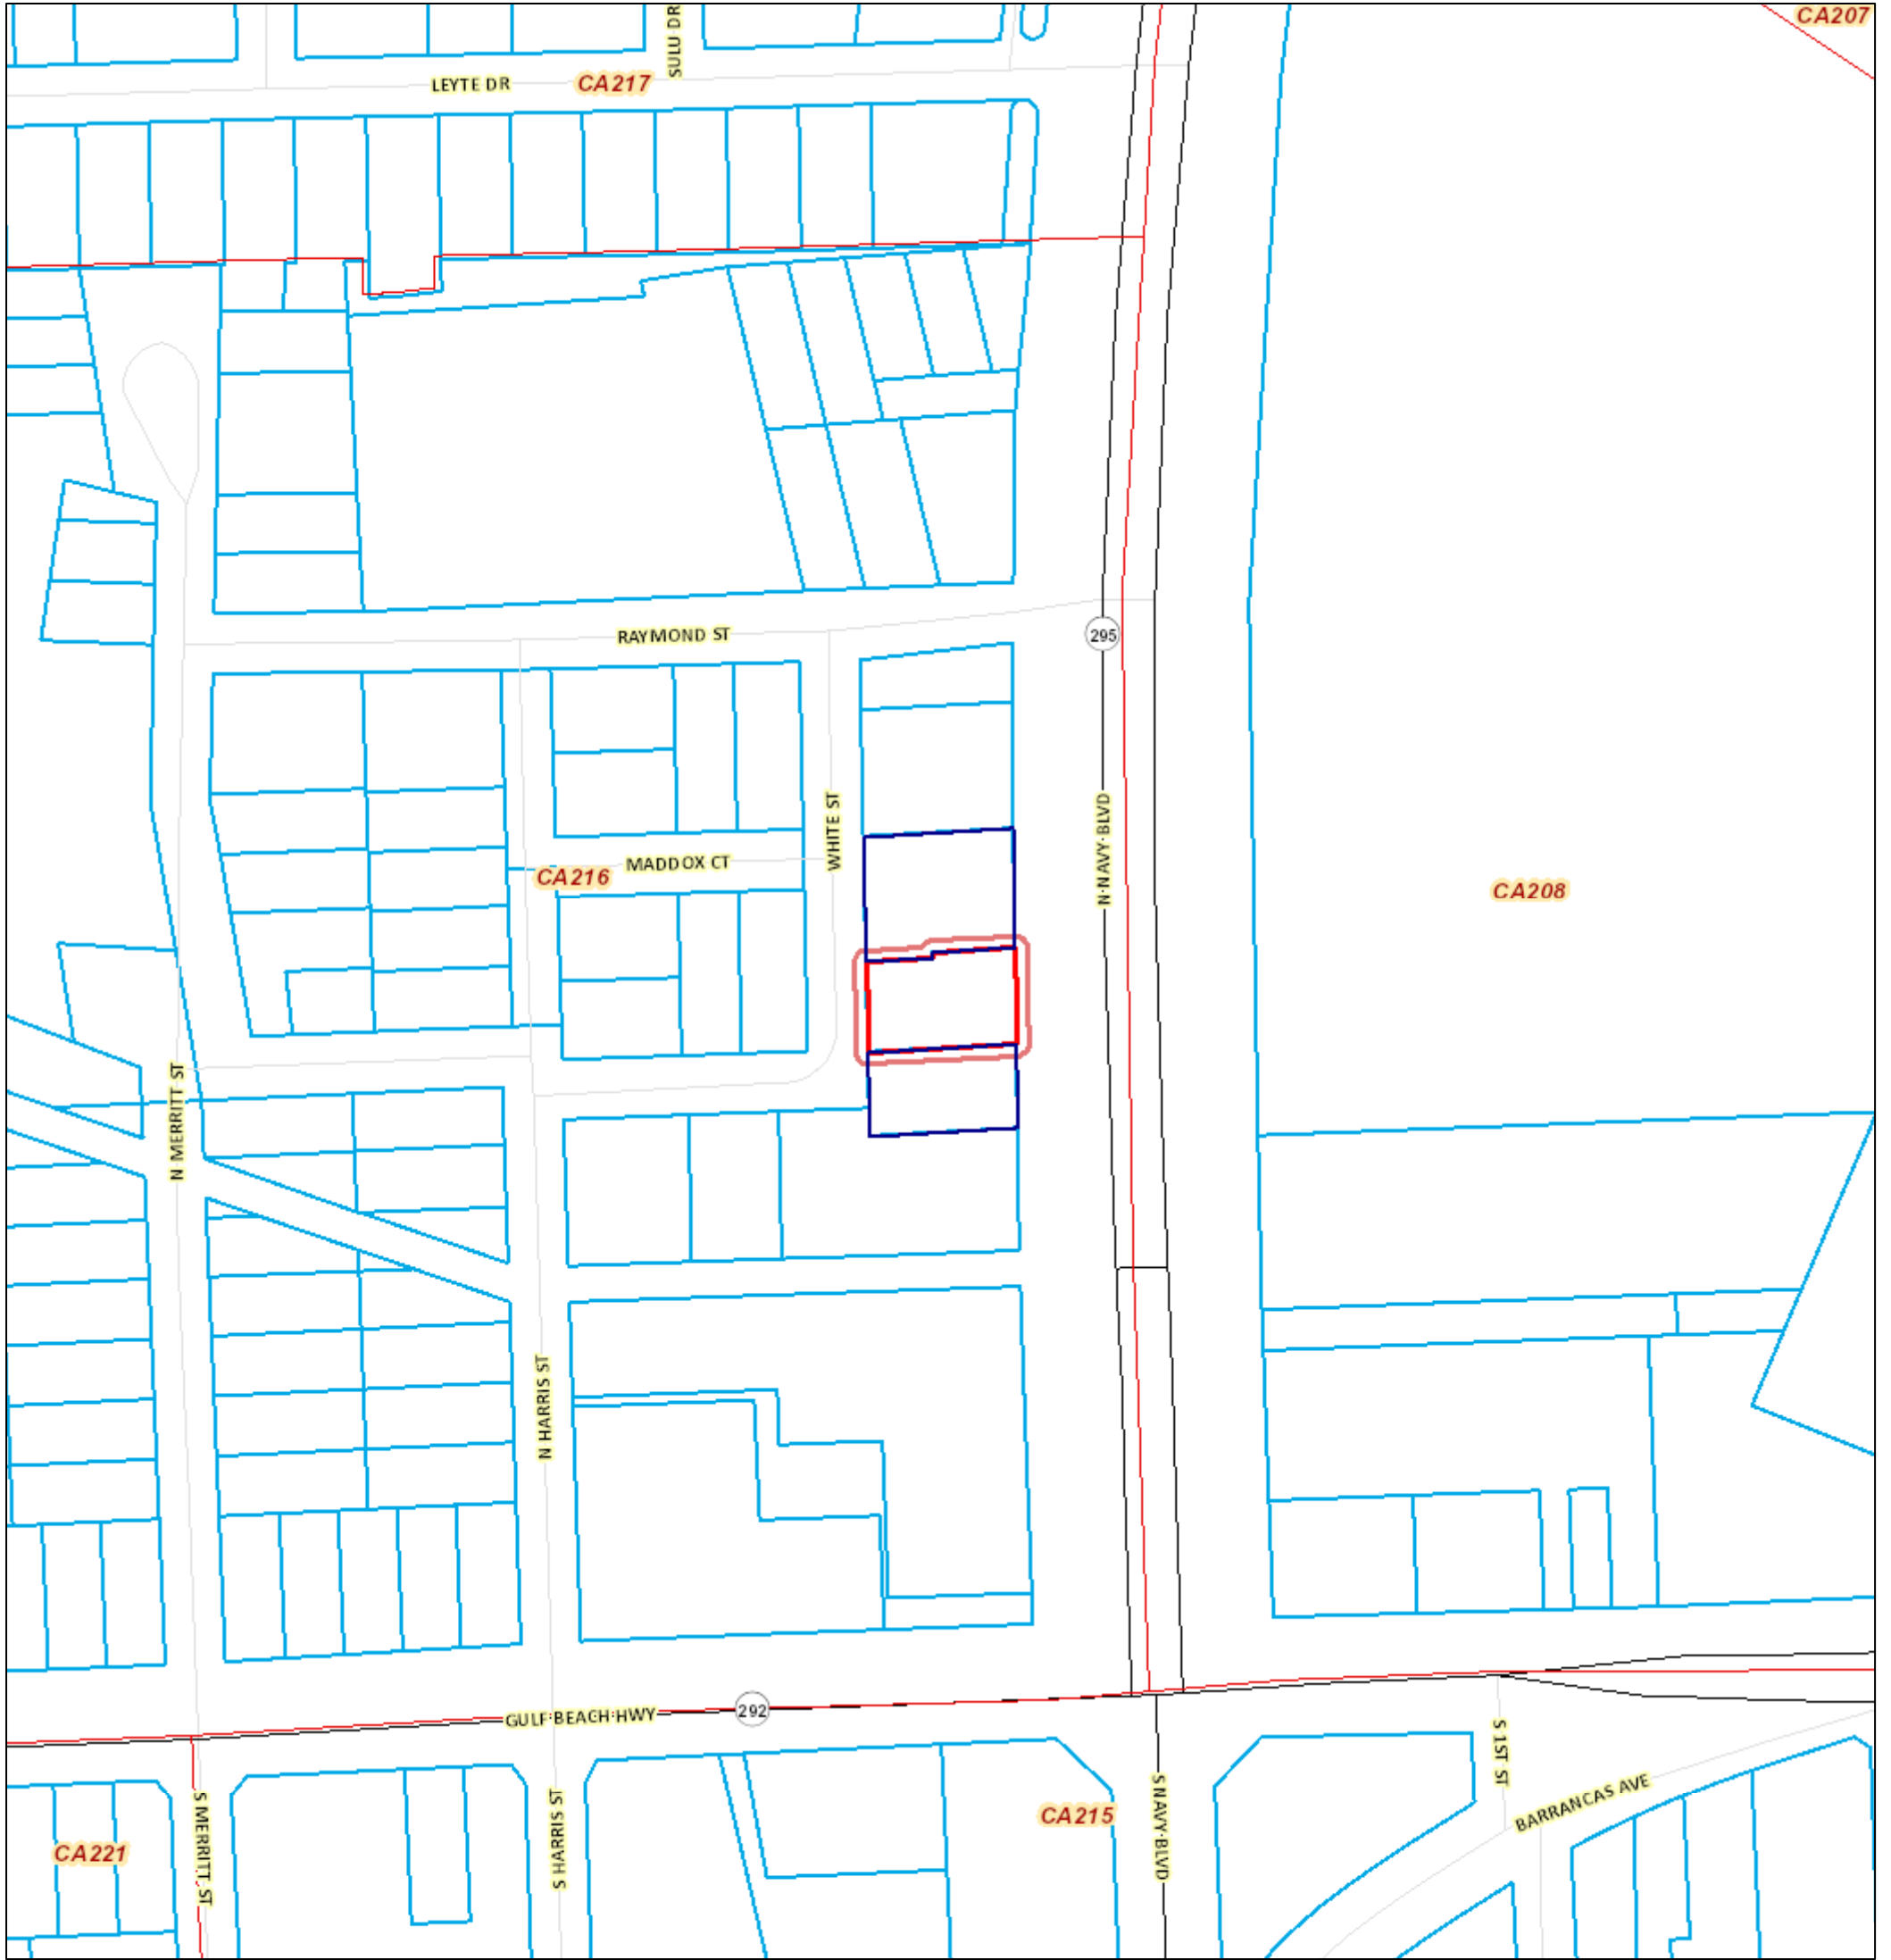 CA207
SULU DR
LEYTE DR
CA217
RAYMOND ST
295
WHITE ST
N NAVY BLVD
MADDOX CT
CA216
CA208
N MERRITT ST
N HARRIS ST
292
GULF BEACH HWY
S 1ST ST
BARRANCAS AVE
S NAVY BLVD
CA215
S HARRIS ST
S MERRITT ST
CA221